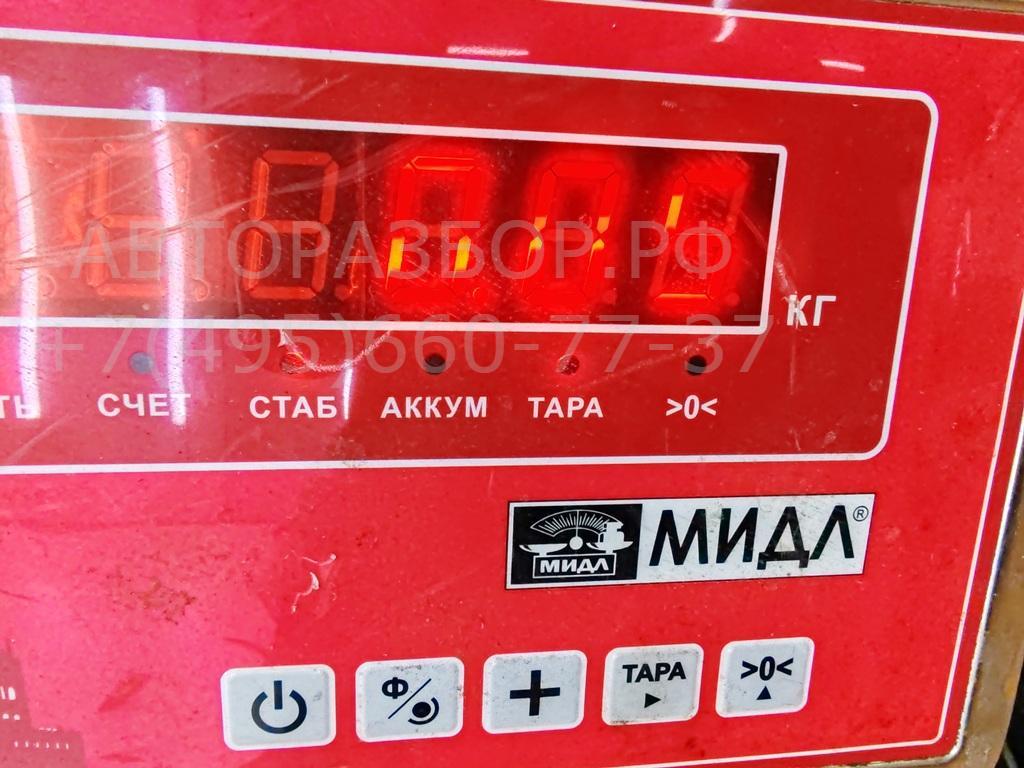 АВТОРАЗБОР.РФ
КГ
+7(495)660-77-37
СЧЕТ СТАБ АККУМ ТАРА >0<
МИДЛ МИДЛ®
Ф ТАРА >0<